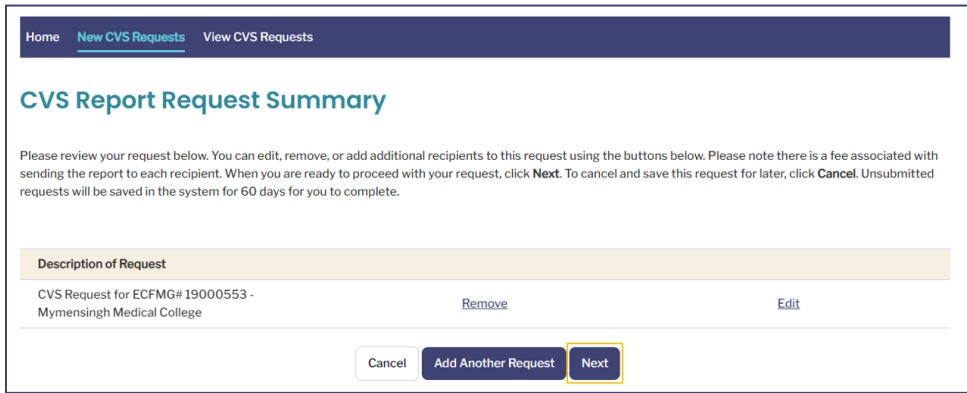 Home New CVS Requests View CVS Requests
CVS Report Request Summary
Please review your request below. You can edit, remove, or add additional recipients to this request using the buttons below. Please note there is a fee associated with
sending the report to each recipient. When you are ready to proceed with your request, click Next. To cancel and save this request for later, click Cancel. Unsubmitted
requests will be saved in the system for 60 days for you to complete.
Description of Request
CVS Request for ECFMG# 19000553 -
Mymensingh Medical College
Remove Edit
Cancel Add Another Request Next